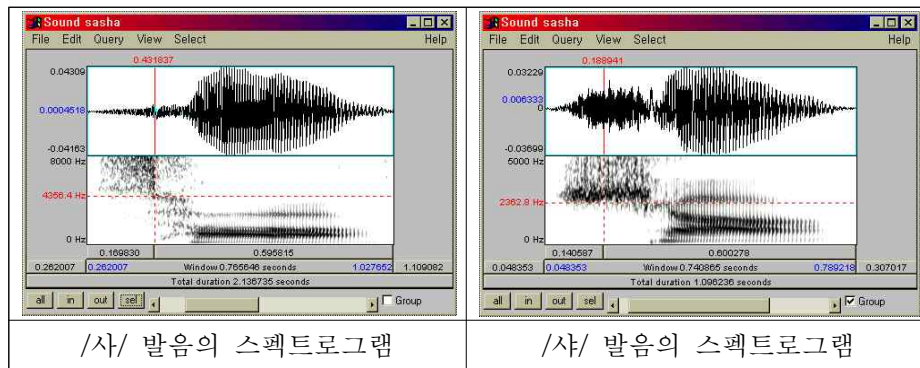 Sound sasha
File Edit Query View Select Help
0.431837
0.04309
0.0004518
-0.04163
8000 Hz
4356.4 Hz
0 Hz
0.169830 0.595815
0.262007 0.262007 Window 0.765646 seconds 1.027652 1.109082
Total duration 2.136735 seconds
all in out sel Group
/사/ 발음의 스펙트로그램
Sound sasha
File Edit Query View Select Help
0.188941
0.03229
0.006333
0
-0.03699
5000 Hz
2362.8 Hz
0 Hz
0.140587 0.600278
0.048353 0.048353 Window 0.740865 seconds 0.789218 0.307017
Total duration 1.096236 seconds
all in out sel Group
/샤/ 발음의 스펙트로그램